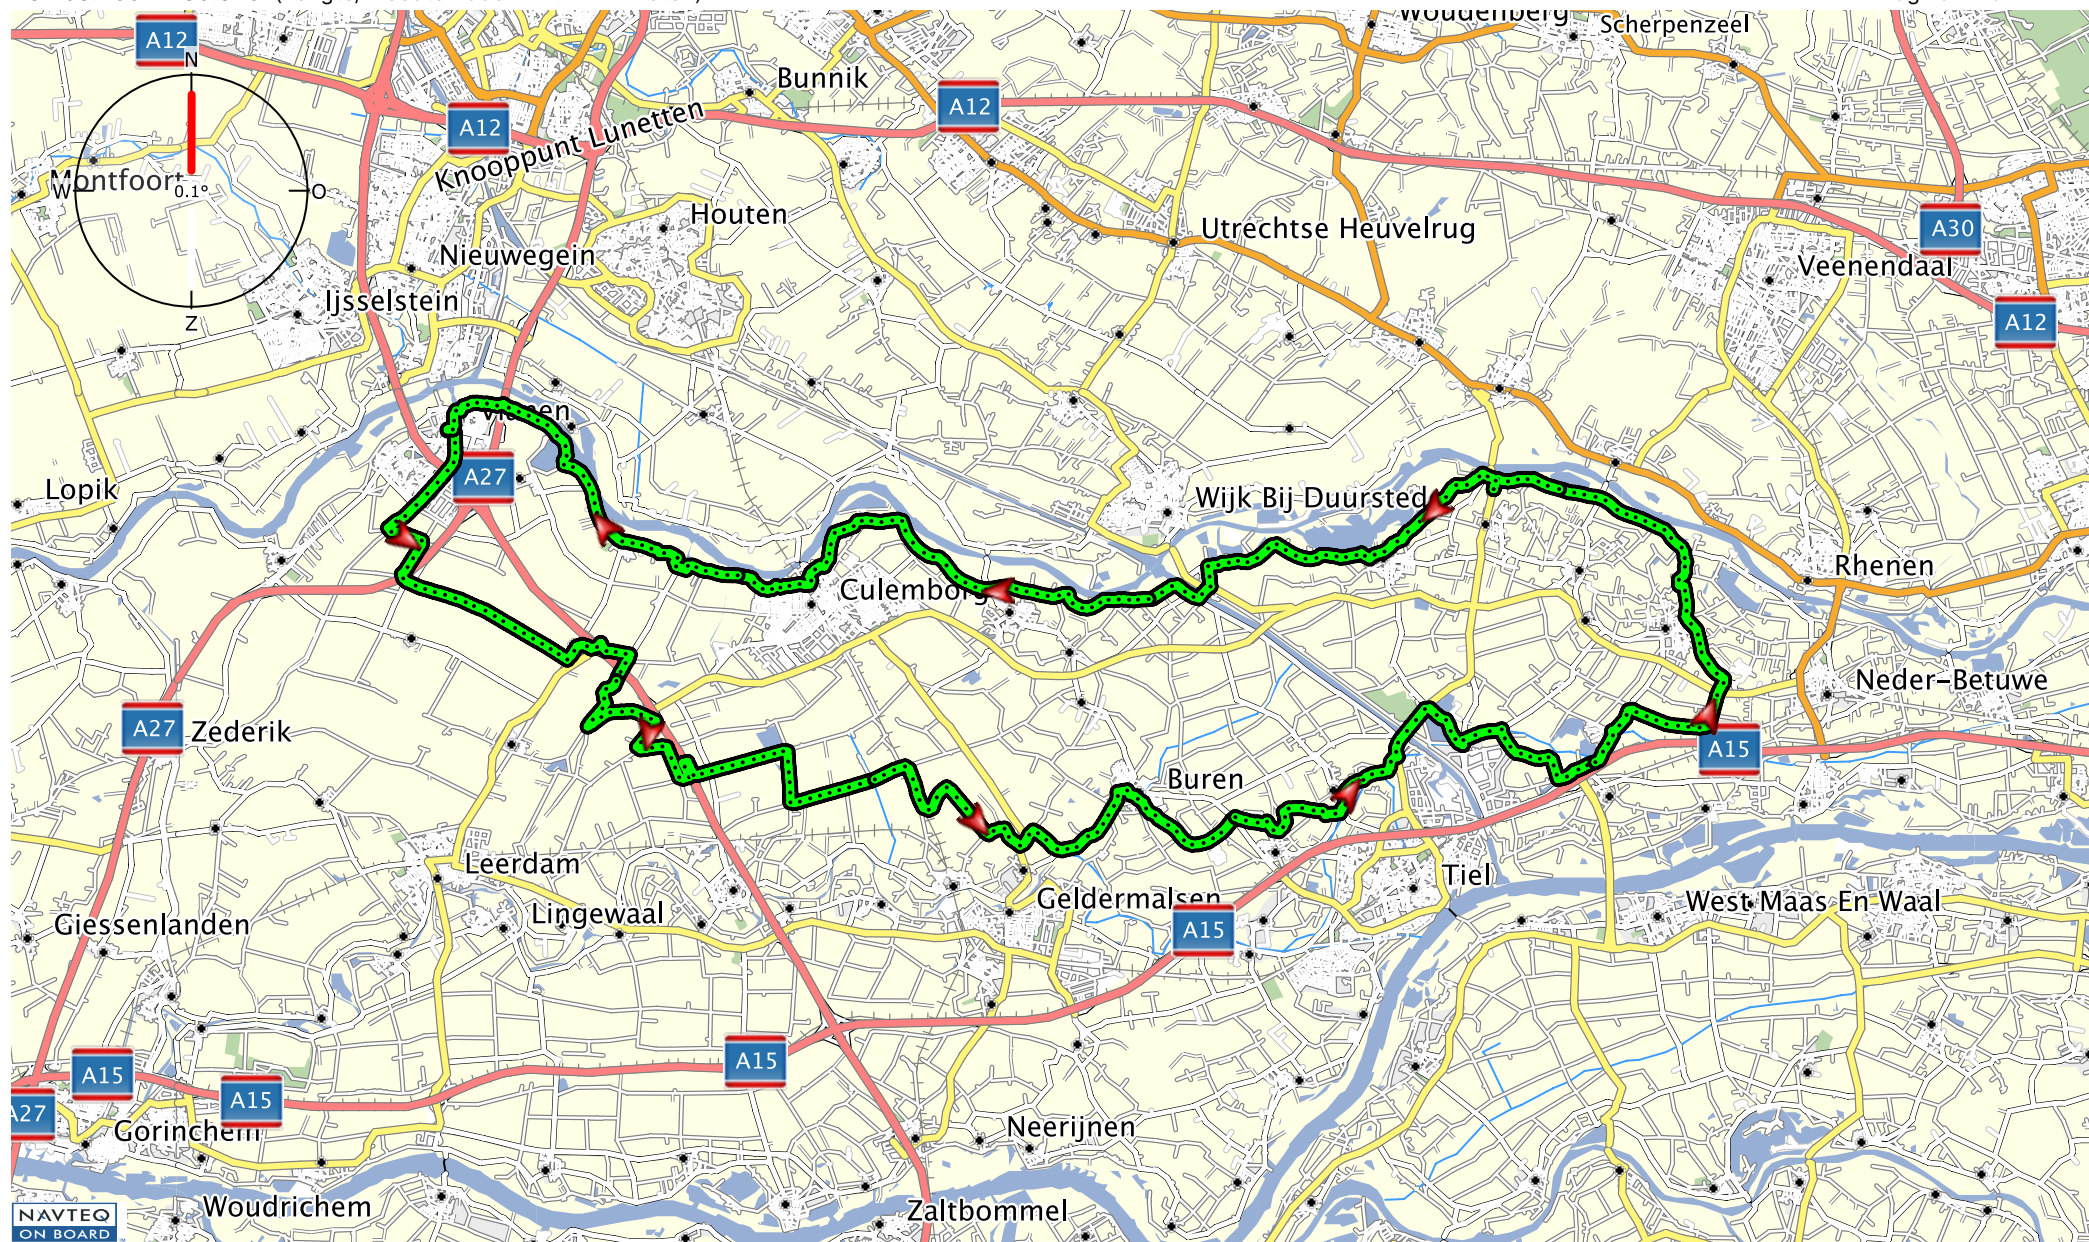 Woudenberg
Scherpenzeel
A12
N
Bunnik
A12
A12
Knooppunt Lunetten
Montfoort
W
0.1°
O
Houten
Utrechtse Heuvelrug
A30
Nieuwegein
Veenendaal
Ijsselstein
Z
A12
Vianen
A27
Lopik
Wijk Bij Duursted
Rhenen
Culemborg
Neder-Betuwe
A27
Zederik
A15
Buren
Leerdam
Tiel
Geldermalsen
West Maas En Waal
Lingewaal
Giessenlanden
A15
A15
A15
A15
A27
Gorinchem
Neerijnen
Woudrichem
Zaltbommel
NAVTEQ
ON BOARD